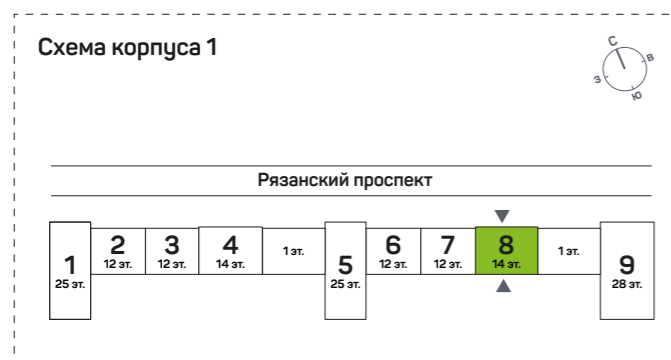 Схема корпуса 1
С
В
З
Ю
Рязанский проспект
1
25 эт.
2
12 эт.
3
12 эт.
4
14 эт.
1 эт.
5
25 эт.
6
12 эт.
7
12 эт.
8
14 эт.
1 эт.
9
28 эт.